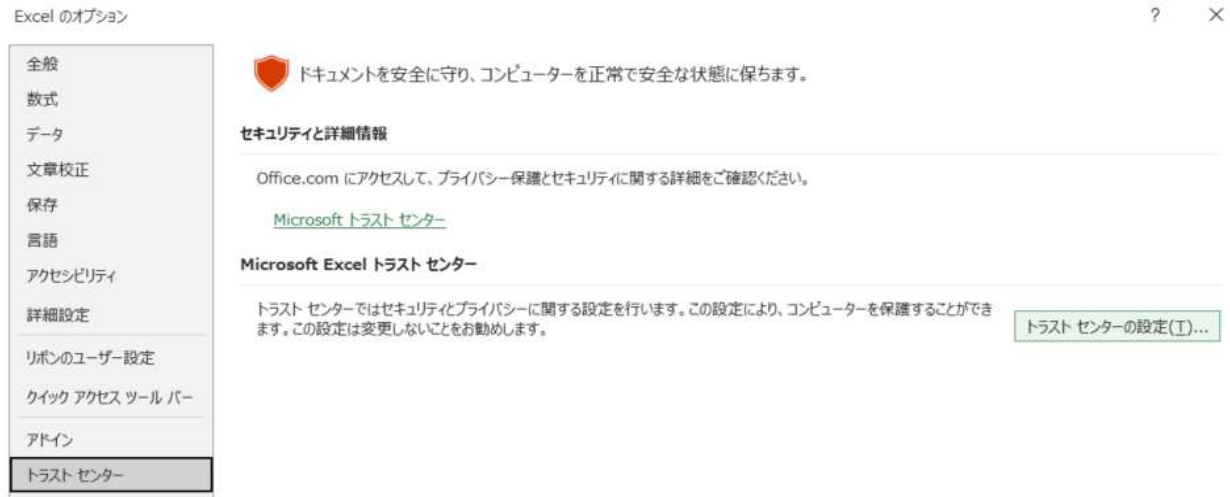 Excel のオプション
? ×
全般
数式
データ
文章校正
保存
言語
アクセシビリティ
詳細設定
リボンのユーザー設定
クイック アクセス ツール バー
アドイン
トラスト センター
ドキュメントを安全に守り、コンピューターを正常で安全な状態に保ちます。
セキュリティと詳細情報
Office.com にアクセスして、プライバシー保護とセキュリティに関する詳細をご確認ください。
Microsoft トラスト センター
Microsoft Excel トラスト センター
トラスト センターではセキュリティとプライバシーに関する設定を行います。この設定により、コンピューターを保護することができ
ます。この設定は変更しないことをお勧めします。
トラスト センターの設定(T)...